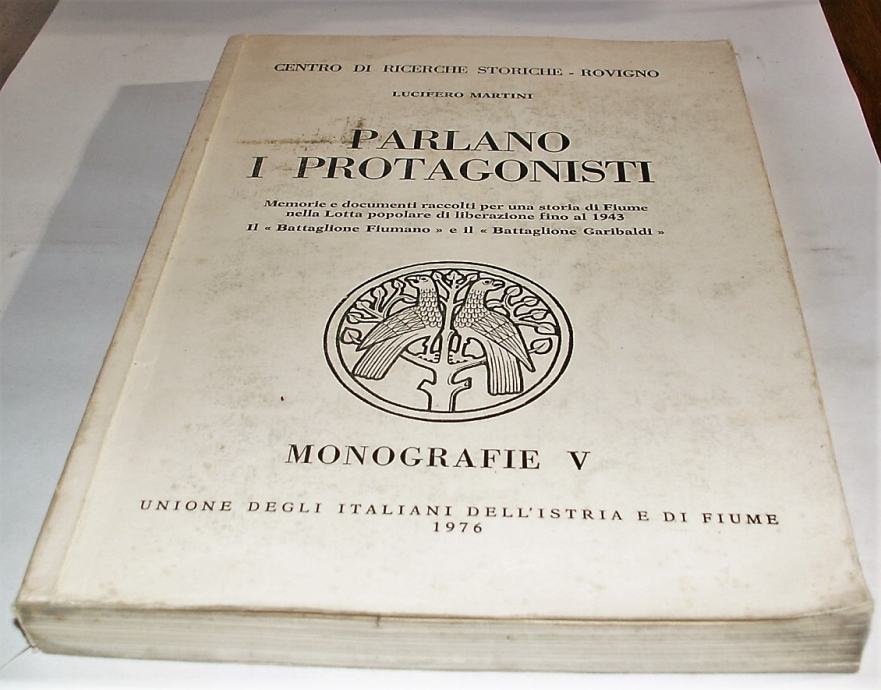 CENTRO DI RICERCHE STORICHE - ROVIGNO
LUCIFERO MARTINI
PARLANO
I PROTAGONISTI
Memorie e documenti raccolti per una storia di Fiume
nella Lotta popolare di liberazione fino al 1943
Il « Battaglione Fiumano » e il « Battaglione Garibaldi »
MONOGRAFIE V
UNIONE DEGLI ITALIANI DELL'ISTRIA E DI FIUME
1976